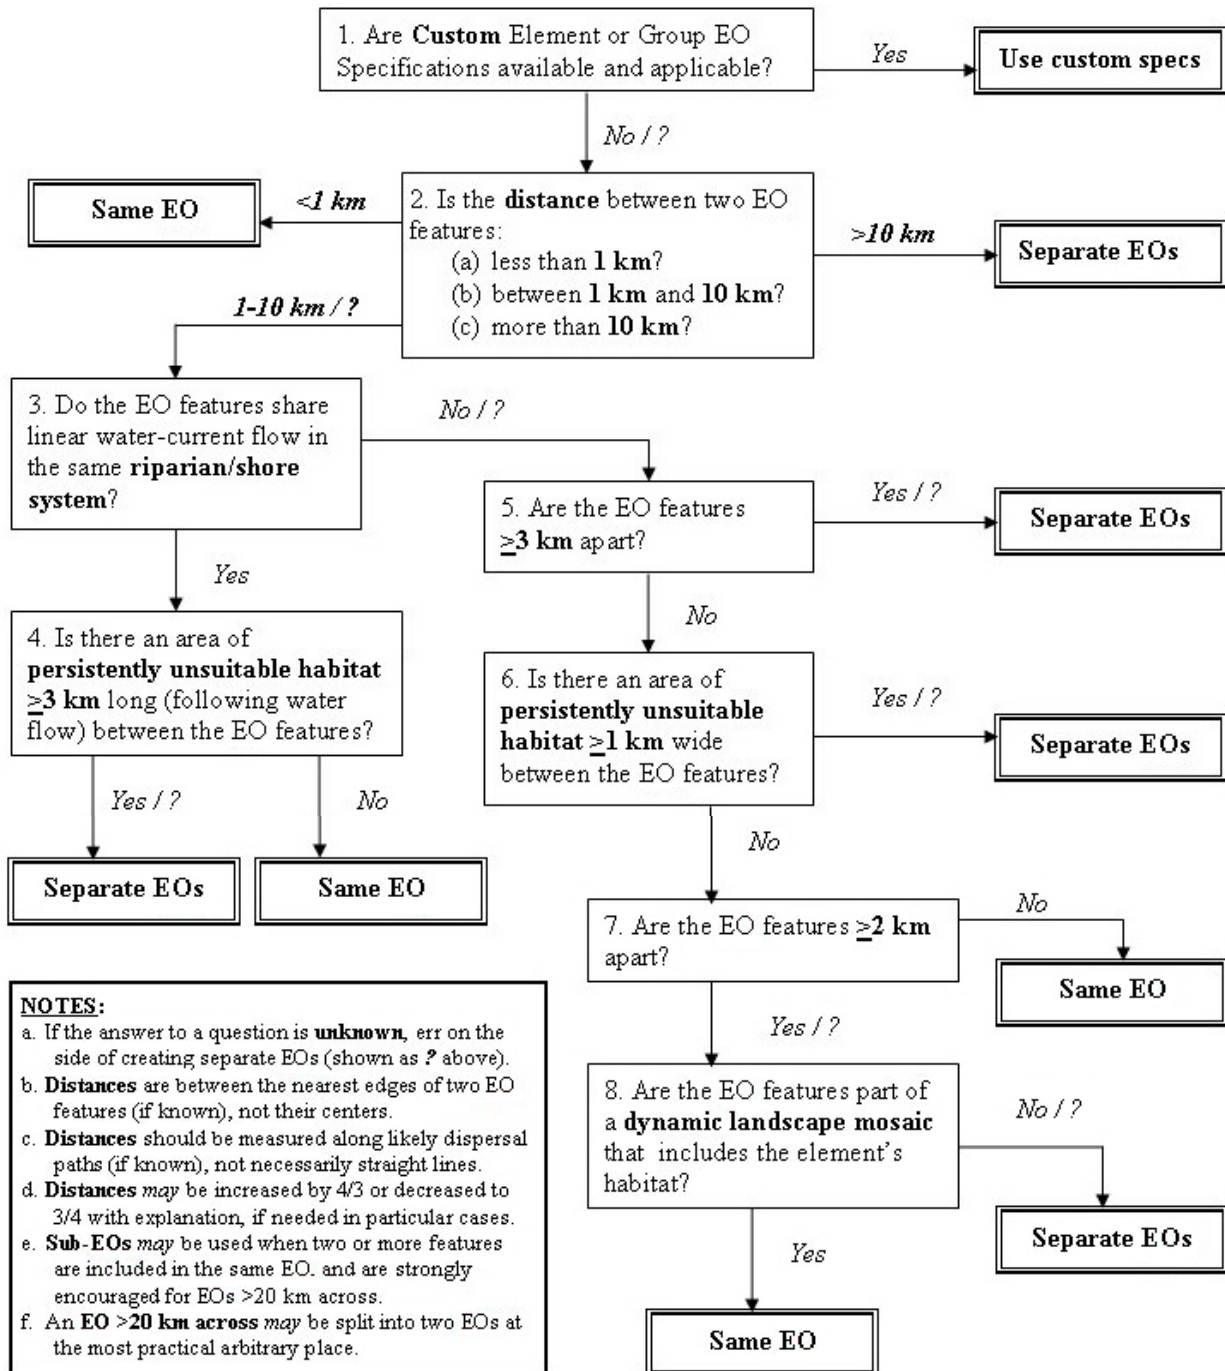 1. Are Custom Element or Group EO
Specifications available and applicable?
Yes
Use custom specs
No / ?
Same EO
<1 km
2. Is the distance between two EO
features:
(a) less than 1 km?
(b) between 1 km and 10 km?
(c) more than 10 km?
>10 km
Separate EOs
1-10 km / ?
3. Do the EO features share
linear water-current flow in
the same riparian/shore
system?
No / ?
5. Are the EO features
≥3 km apart?
Yes / ?
Separate EOs
Yes
No
4. Is there an area of
persistently unsuitable habitat
≥3 km long (following water
flow) between the EO features?
6. Is there an area of
persistently unsuitable
habitat ≥1 km wide
between the EO features?
Yes / ?
Separate EOs
Yes / ?
No
Separate EOs
Same EO
No
7. Are the EO features ≥2 km
apart?
No
Same EO
Yes / ?
8. Are the EO features part of
a dynamic landscape mosaic
that includes the element's
habitat?
No / ?
Separate EOs
Yes
Same EO
NOTES:
a. If the answer to a question is unknown, err on the
side of creating separate EOs (shown as ? above).
b. Distances are between the nearest edges of two EO
features (if known), not their centers.
c. Distances should be measured along likely dispersal
paths (if known), not necessarily straight lines.
d. Distances may be increased by 4/3 or decreased to
3/4 with explanation, if needed in particular cases.
e. Sub-EOs may be used when two or more features
are included in the same EO. and are strongly
encouraged for EOs >20 km across.
f. An EO >20 km across may be split into two EOs at
the most practical arbitrary place.